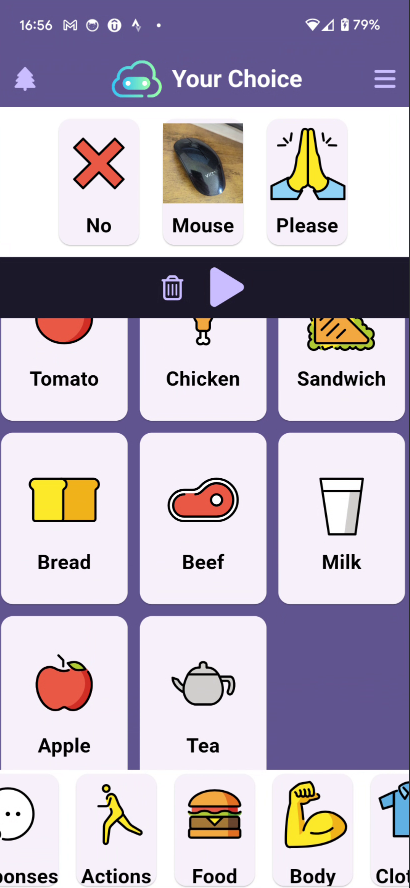 16:56
79%
Your Choice
No Mouse Please
Tomato Chicken Sandwich
Bread Beef Milk
Apple Tea
ponses Actions Food Body Clot